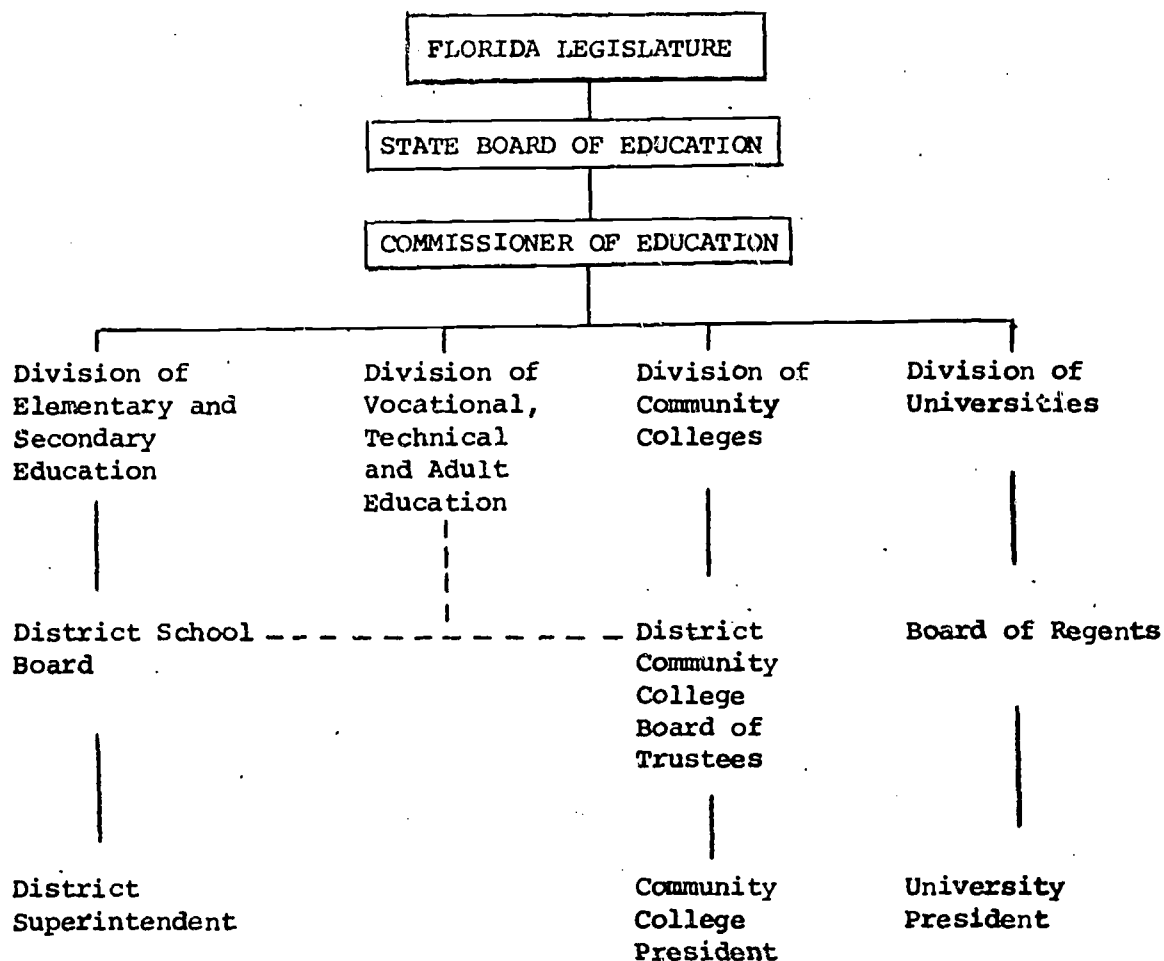 FLORIDA LEGISLATURE
STATE BOARD OF EDUCATION
COMMISSIONER OF EDUCATION
Division of
Elementary and
Secondary
Education
Division of
Vocational,
Technical
and Adult
Education
Division of
Community
Colleges
Division of
Universities
District School
Board
District
Community
College
Board of
Trustees
Board of Regents
District
Superintendent
Community
College
President
University
President